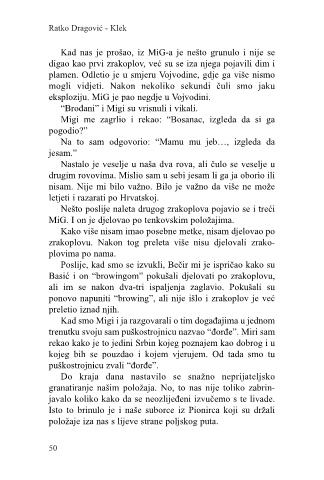 Ratko Dragović - Klek
Kad nas je prošao, iz MiG-a je nešto grunulo i nije se
digao kao prvi zrakoplov, već su se iza njega pojavili dim i
plamen. Odletio je u smjeru Vojvodine, gdje ga više nismo
mogli vidjeti. Nakon nekoliko sekundi čuli smo jaku
eksploziju. MiG je pao negdje u Vojvodini.
“Brođani” i Migi su vrisnuli i vikali.
Migi me zagrlio i rekao: “Bosanac, izgleda da si ga
pogodio?”
Na to sam odgovorio: “Mamu mu jeb…, izgleda da
jesam.”
Nastalo je veselje u naša dva rova, ali čulo se veselje u
drugim rovovima. Mislio sam u sebi jesam li ga ja oborio ili
nisam. Nije mi bilo važno. Bilo je važno da više ne može
letjeti i razarati po Hrvatskoj.
Nešto poslije naleta drugog zrakoplova pojavio se i treći
MiG. I on je djelovao po tenkovskim položajima.
Kako više nisam imao posebne metke, nisam djelovao po
zrakoplovu. Nakon tog preleta više nisu djelovali zrako-
plovima po nama.
Poslije, kad smo se izvukli, Bečir mi je ispričao kako su
Basić i on “browingom” pokušali djelovati po zrakoplovu,
ali im se nakon dva-tri ispaljenja zaglavio. Pokušali su
ponovo napuniti “browing”, ali nije išlo i zrakoplov je već
preletio iznad njih.
Kad smo Migi i ja razgovarali o tim događajima u jednom
trenutku svoju sam puškostrojnicu nazvao “đorđe”. Miri sam
rekao kako je to jedini Srbin kojeg poznajem kao dobrog i u
kojeg bih se pouzdao i kojem vjerujem. Od tada smo tu
puškostrojnicu zvali “đorđe”.
Do kraja dana nastavilo se snažno neprijateljsko
granatiranje našim položaja. No, to nas nije toliko zabrin-
javalo koliko kako da se neozlijeđeni izvučemo s te livade.
Isto to brinulo je i naše suborce iz Pionirca koji su držali
položaje iza nas s lijeve strane poljskog puta.
50